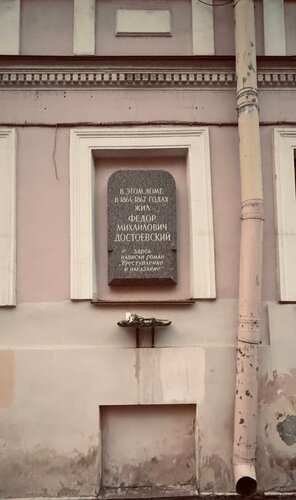 В ЭТОМ ДОМЕ
В 1864-1867 ГОДАХ
ЖИЛ
ФЕДОР
МИХАЙЛОВИЧ
ДОСТОЕВСКИЙ
ЗДЕСЬ
НАПИСАН РОМАН
"ПРЕСТУПЛЕНИЕ
И НАКАЗАНИЕ"